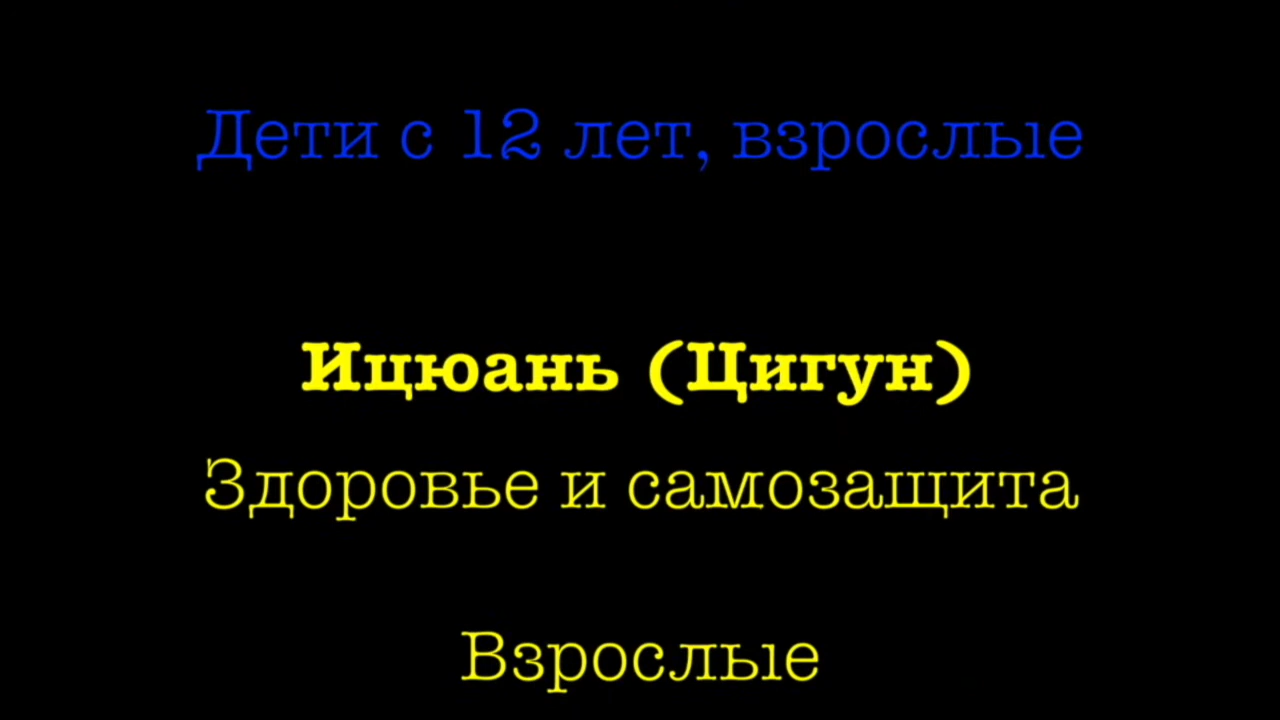 Дети с 12 лет, взрослые
Ицюань (Цигун)
Здоровье и самозащита
Взрослые